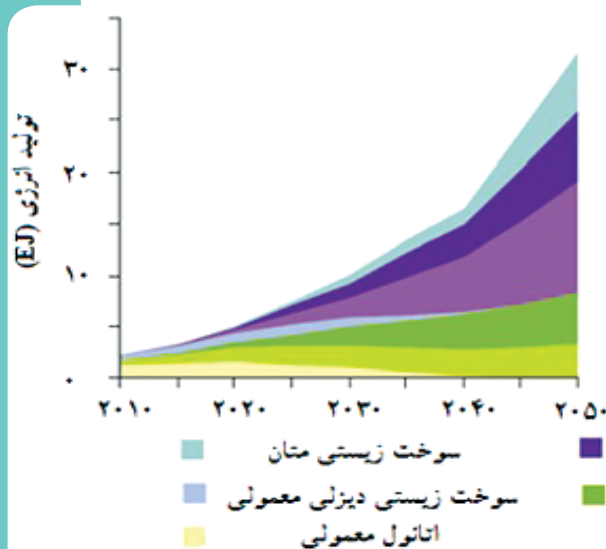 تولید انرژی (EJ)
۳۰
۲۰
۱۰
۰
۲۰۱۰ ۲۰۲۰ ۲۰۳۰ ۲۰۴۰ ۲۰۵۰
سوخت زیستی متان
سوخت زیستی دیزلی معمولی
اتانول معمولی